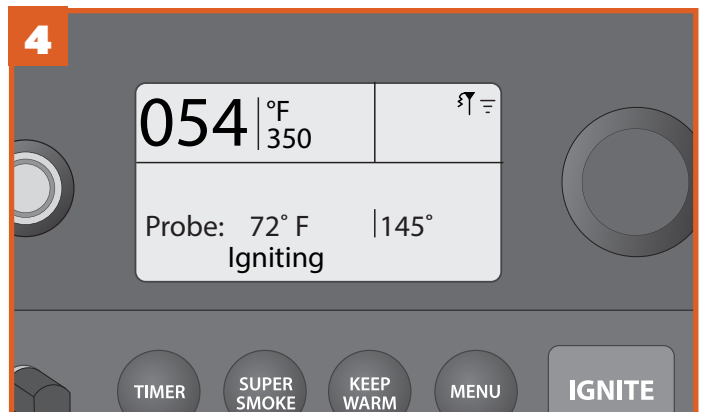 4
054 °F
350
Probe: 72° F 145°
Igniting
TIMER
SUPER
SMOKE
KEEP
WARM
MENU
IGNITE